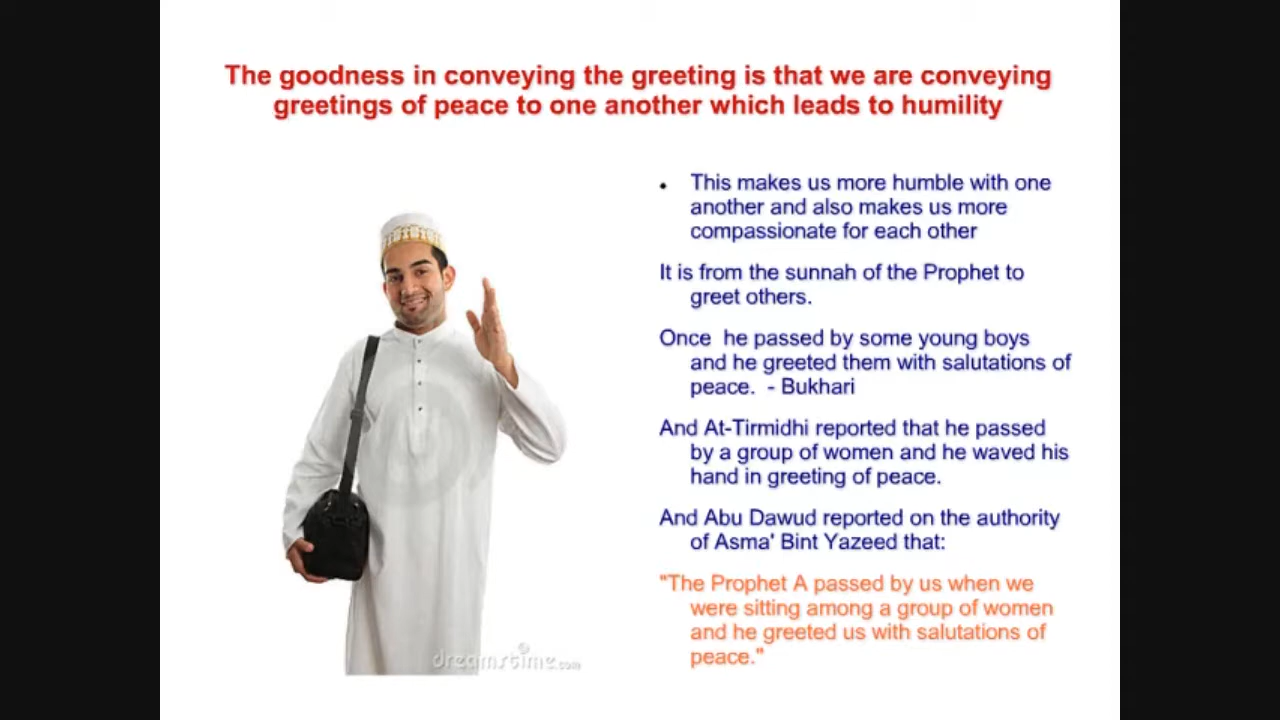 The goodness in conveying the greeting is that we are conveying
greetings of peace to one another which leads to humility
• This makes us more humble with one
another and also makes us more
compassionate for each other
It is from the sunnah of the Prophet to
greet others.
Once he passed by some young boys
and he greeted them with salutations of
peace. - Bukhari
And At-Tirmidhi reported that he passed
by a group of women and he waved his
hand in greeting of peace.
And Abu Dawud reported on the authority
of Asma' Bint Yazeed that:
"The Prophet A passed by us when we
were sitting among a group of women
and he greeted us with salutations of
peace."
dreamstime.com